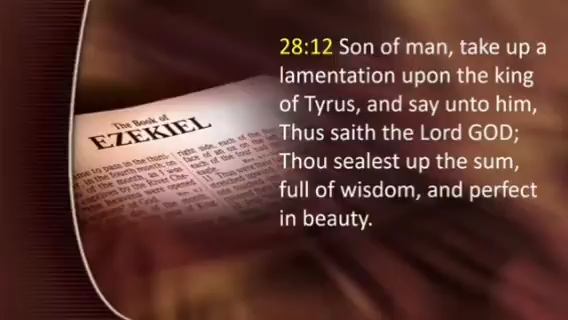 The Book of
EZEKIEL
28:12 Son of man, take up a
lamentation upon the king
of Tyrus, and say unto him,
Thus saith the Lord GOD;
Thou sealest up the sum,
full of wisdom, and perfect
in beauty.